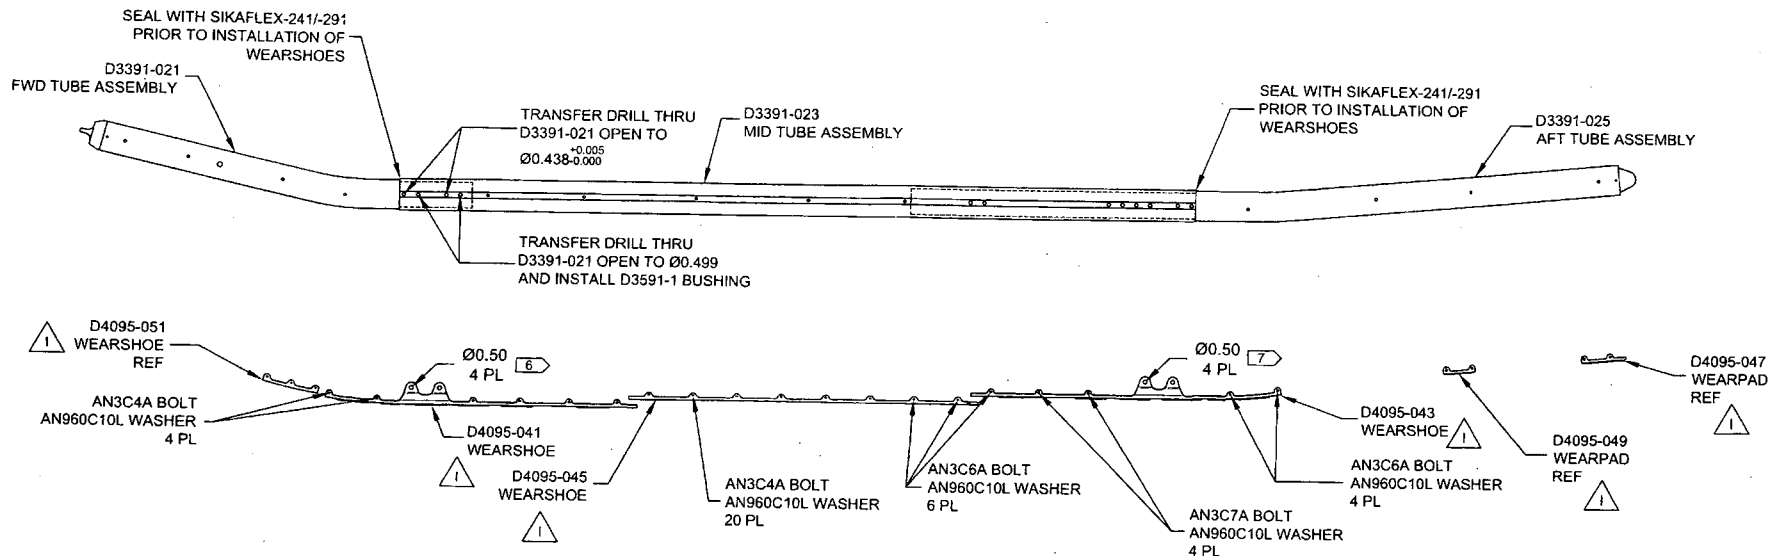 SEAL WITH SIKAFLEX-241/-291
PRIOR TO INSTALLATION OF
WEARSHOES
D3391-021
FWD TUBE ASSEMBLY
TRANSFER DRILL THRU
D3391-021 OPEN TO
Ø0.438+0.005
-0.000
D3391-023
MID TUBE ASSEMBLY
SEAL WITH SIKAFLEX-241/-291
PRIOR TO INSTALLATION OF
WEARSHOES
D3391-025
AFT TUBE ASSEMBLY
TRANSFER DRILL THRU
D3391-021 OPEN TO Ø0.499
AND INSTALL D3591-1 BUSHING
1
D4095-051
WEARSHOE
REF
Ø0.50
4 PL
6
Ø0.50
4 PL
7
D4095-047
WEARPAD
REF
1
AN3C4A BOLT
AN960C10L WASHER
4 PL
D4095-041
WEARSHOE
1
D4095-045
WEARSHOE
1
AN3C4A BOLT
AN960C10L WASHER
20 PL
AN3C6A BOLT
AN960C10L WASHER
6 PL
AN3C7A BOLT
AN960C10L WASHER
4 PL
D4095-043
WEARSHOE
1
AN3C6A BOLT
AN960C10L WASHER
4 PL
D4095-049
WEARPAD
REF
1